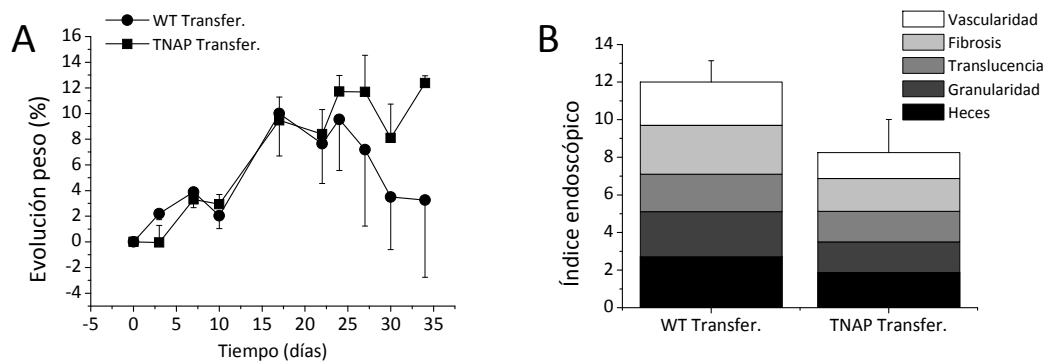 A
WT Transfer.
TNAP Transfer.
Evolución peso (%)
16
14
12
10
8
6
4
2
0
-2
-4
-5 0 5 10 15 20 25 30 35
Tiempo (días)
B
Vascularidad
Fibrosis
Translucencia
Granularidad
Heces
Índice endoscópico
14
12
10
8
6
4
2
0
WT Transfer. TNAP Transfer.